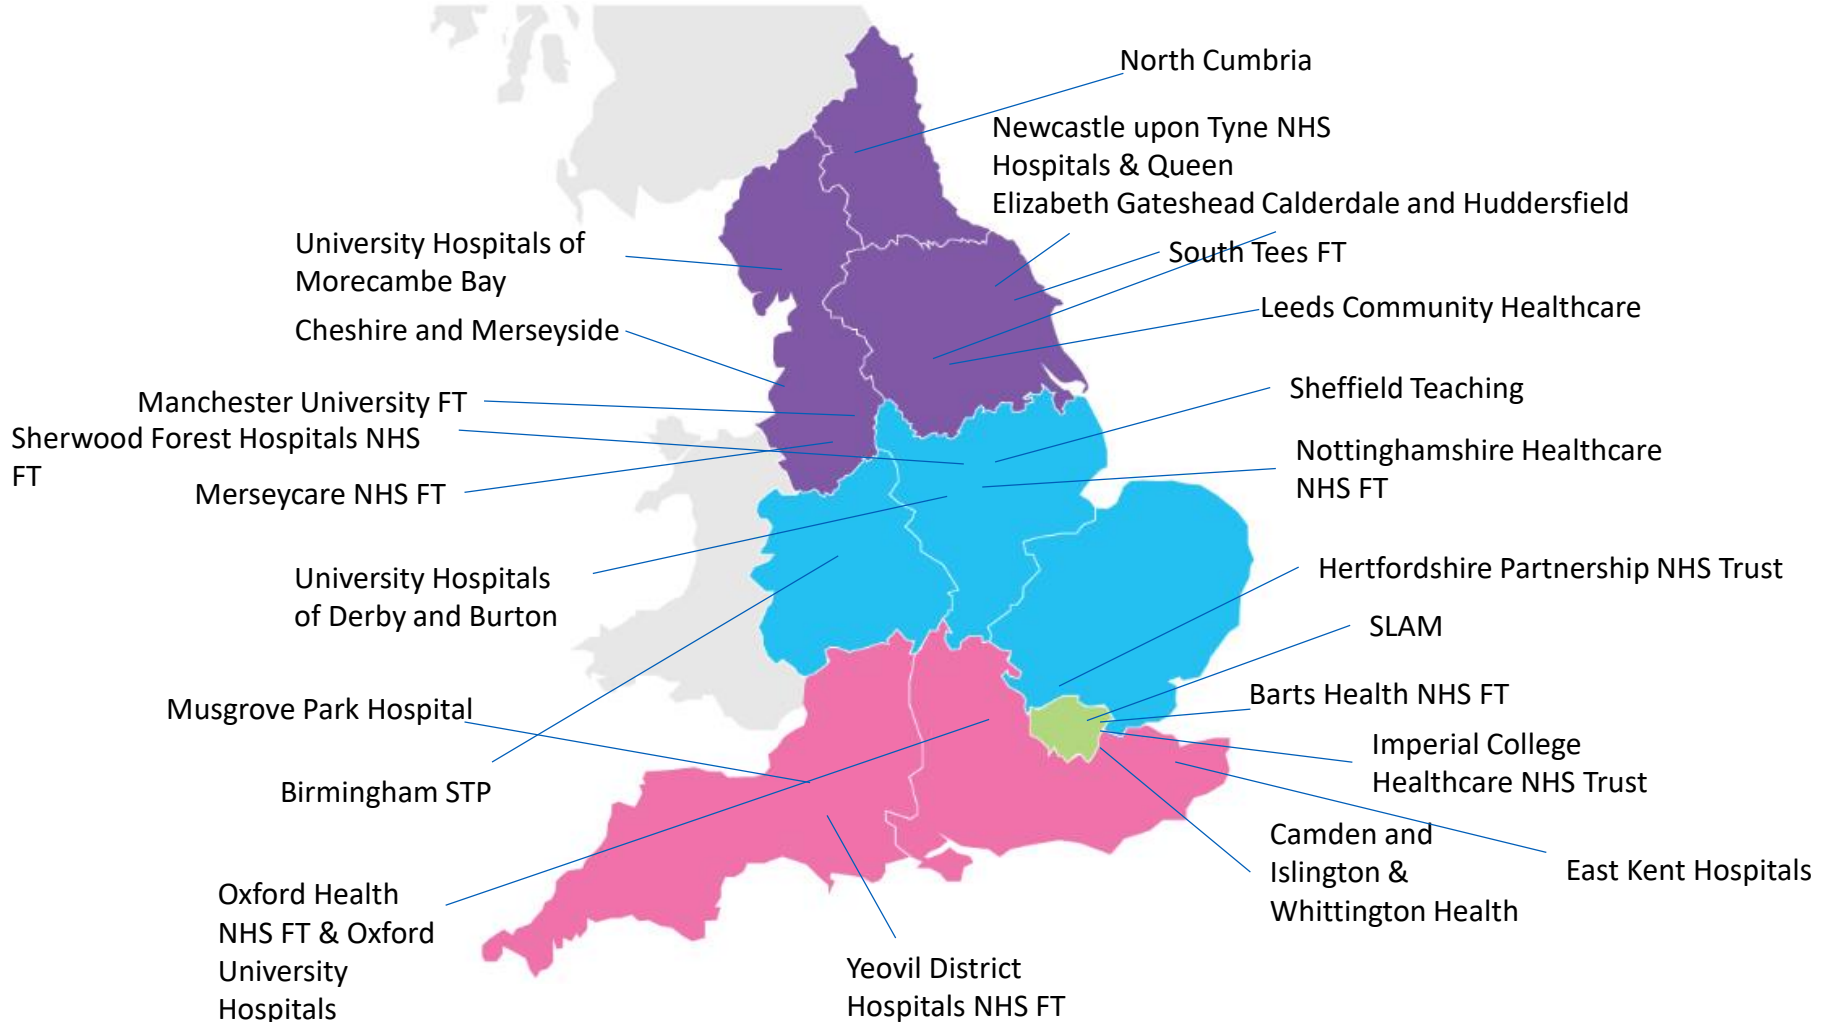 North Cumbria
Newcastle upon Tyne NHS
Hospitals & Queen
Elizabeth Gateshead
Calderdale and Huddersfield
University Hospitals of
Morecambe Bay
South Tees FT
Leeds Community Healthcare
Cheshire and Merseyside
Manchester University FT
Sheffield Teaching
Sherwood Forest Hospitals NHS
FT
Nottinghamshire Healthcare
NHS FT
Merseycare NHS FT
University Hospitals
of Derby and Burton
Hertfordshire Partnership NHS Trust
SLAM
Musgrove Park Hospital
Barts Health NHS FT
Imperial College
Healthcare NHS Trust
Birmingham STP
Camden and
Islington &
Whittington Health
East Kent Hospitals
Oxford Health
NHS FT & Oxford
University
Hospitals
Yeovil District
Hospitals NHS FT